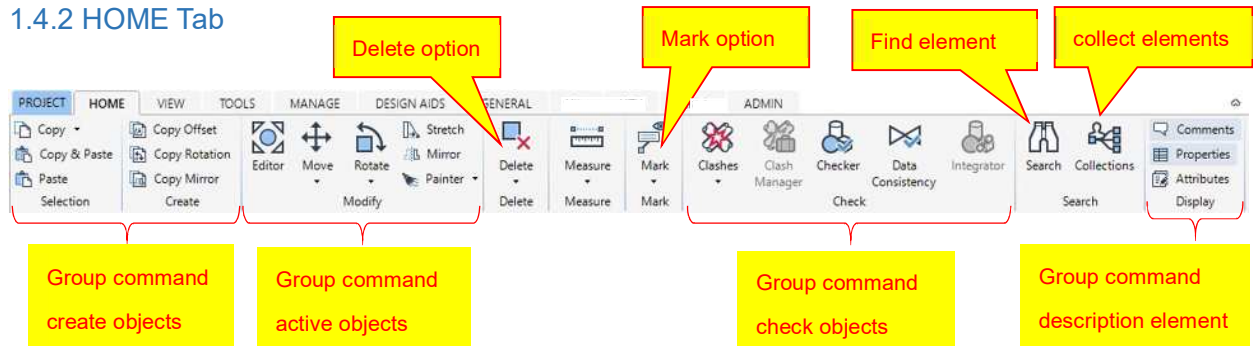 1.4.2 HOME Tab
Delete option
Mark option
Find element
collect elements
PROJECT HOME VIEW TOOLS MANAGE DESIGN AIDS GENERAL ADMIN
Copy
Copy & Paste
Paste
Selection
Copy Offset
Copy Rotation
Copy Mirror
Create
Editor
Move
Rotate
Stretch
Mirror
Painter
Modify
Delete
Delete
Measure
Measure
Mark
Mark
Clashes
Clash
Manager
Checker
Data
Consistency
Integrator
Check
Search
Collections
Search
Comments
Properties
Attributes
Display
Group command
create objects
Group command
active objects
Group command
check objects
Group command
description element